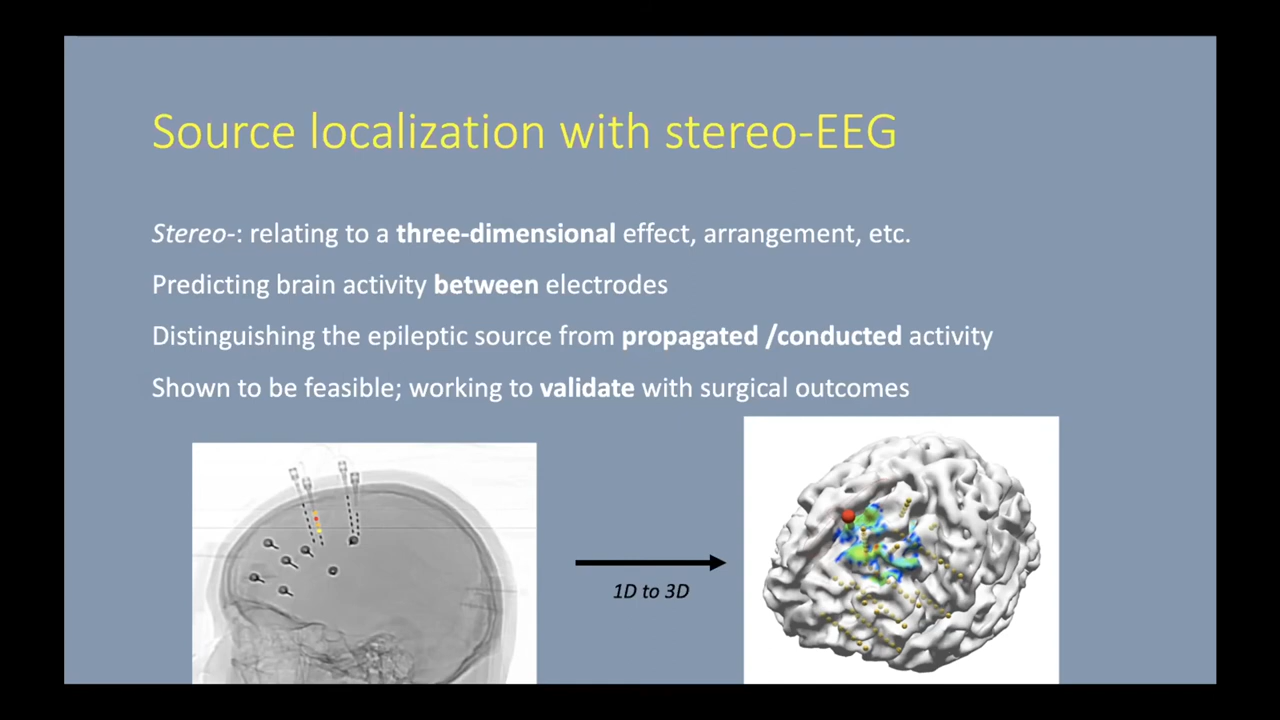 Source localization with stereo-EEG
Stereo-: relating to a three-dimensional effect, arrangement, etc.
Predicting brain activity between electrodes
Distinguishing the epileptic source from propagated /conducted activity
Shown to be feasible; working to validate with surgical outcomes
1D to 3D